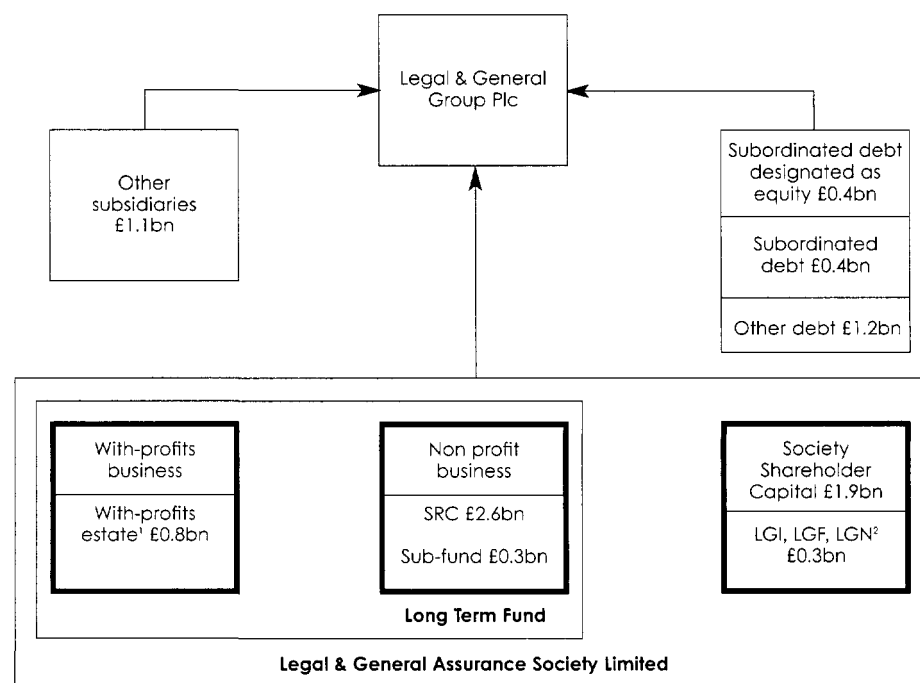 Legal & General
Group Plc
Other
subsidiaries
£1.1bn
Subordinated debt
designated as
equity £0.4bn
Subordinated
debt £0.4bn
Other debt £1.2bn
With-profits
business
With-profits
estate¹ £0.8bn
Non profit
business
SRC £2.6bn
Sub-fund £0.3bn
Society
Shareholder
Capital £1.9bn
LGI, LGF, LGN²
£0.3bn
Long Term Fund
Legal & General Assurance Society Limited